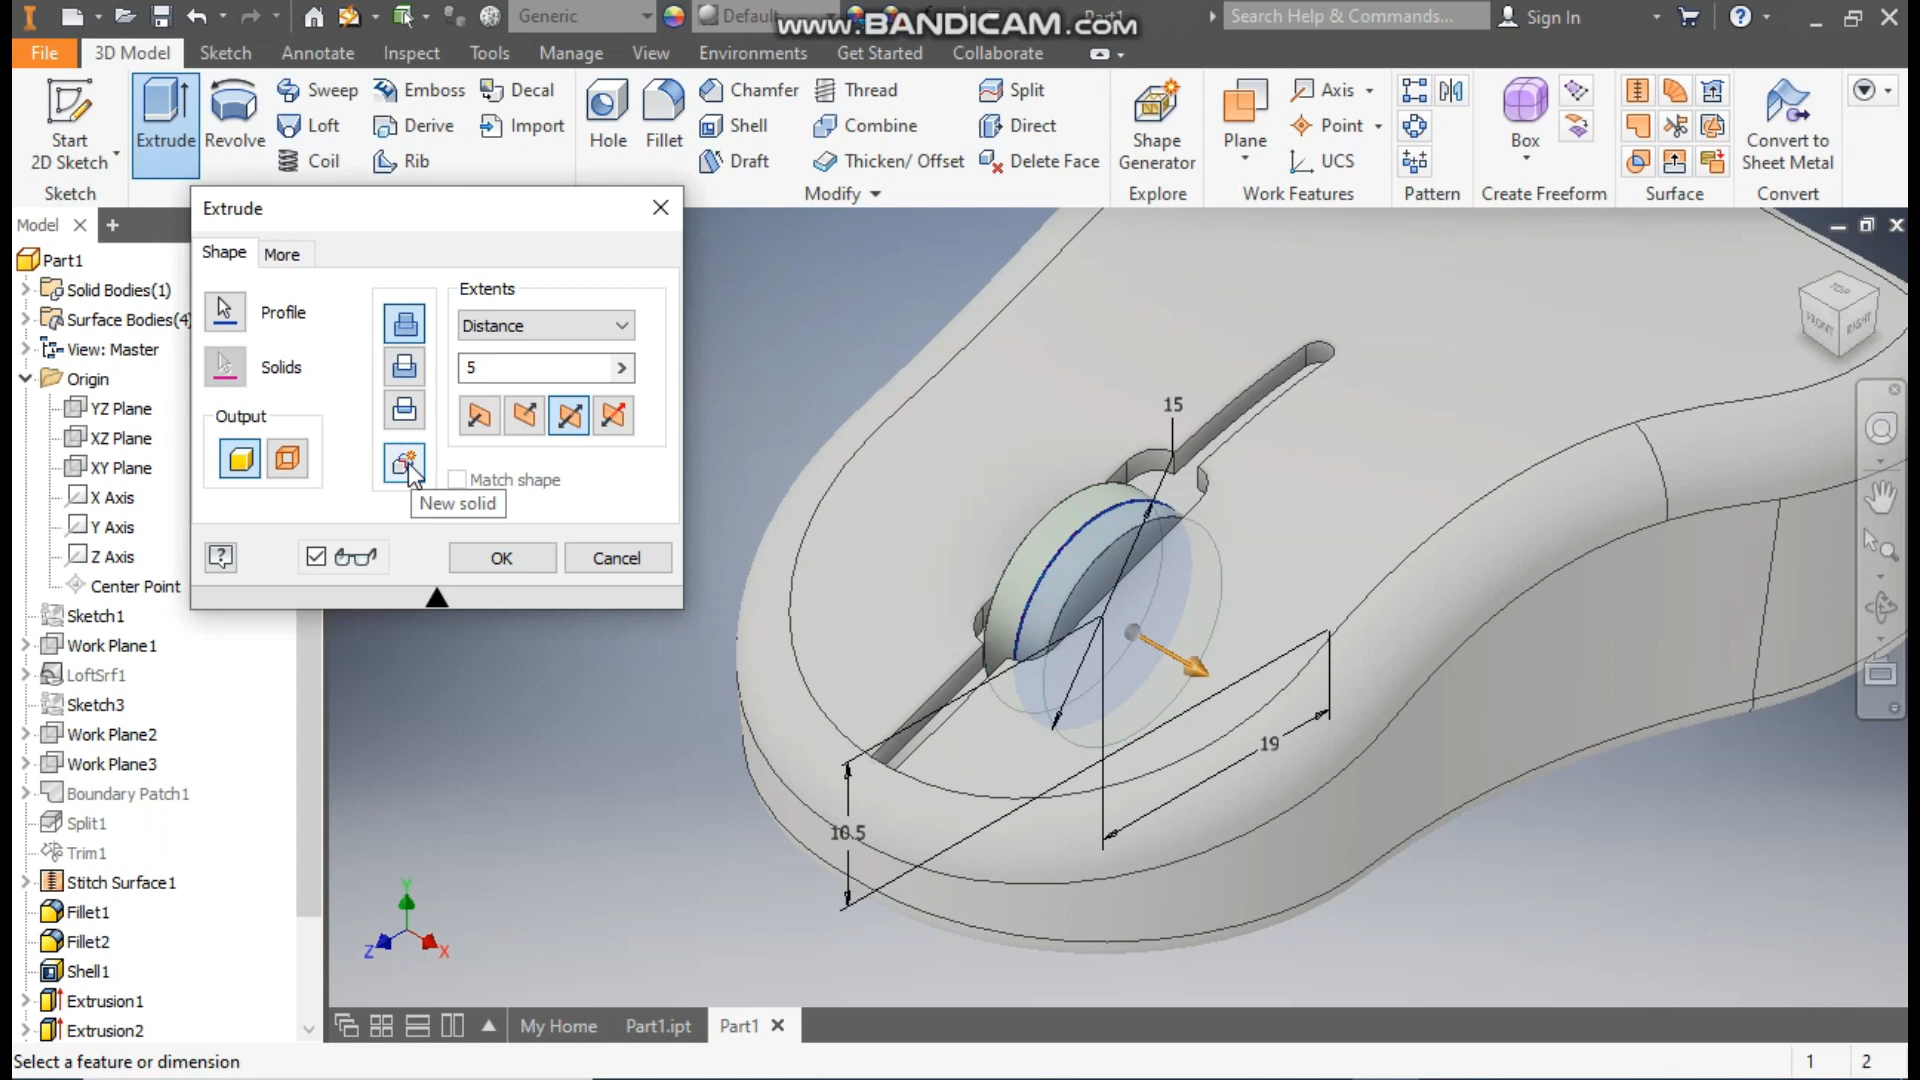 Generic
Default
www.BANDICAM.com
Part1
Search Help & Commands...
Sign In
File
3D Model
Sketch
Annotate
Inspect
Tools
Manage
View
Environments
Get Started
Collaborate
Start
2D Sketch
Sketch
Extrude
Revolve
Sweep
Loft
Coil
Emboss
Derive
Rib
Decal
Import
Hole
Fillet
Chamfer
Shell
Draft
Thread
Combine
Thicken/ Offset
Split
Direct
Delete Face
Modify
Shape
Generator
Explore
Plane
Axis
Point
UCS
Work Features
Pattern
Box
Create Freeform
Surface
Convert to
Sheet Metal
Convert
Model
Part1
Solid Bodies(1)
Surface Bodies(4)
View: Master
Origin
YZ Plane
XZ Plane
XY Plane
X Axis
Y Axis
Z Axis
Center Point
Sketch1
Work Plane1
LoftSrf1
Sketch3
Work Plane2
Work Plane3
Boundary Patch1
Split1
Trim1
Stitch Surface1
Fillet1
Fillet2
Shell1
Extrusion1
Extrusion2
Extrude
Shape
More
Profile
Solids
Output
Extents
Distance
5
Match shape
New solid
OK
Cancel
TOP
FRONT
RIGHT
15
19
10.5
Y
Z
X
My Home
Part1.ipt
Part1
Select a feature or dimension
1
2